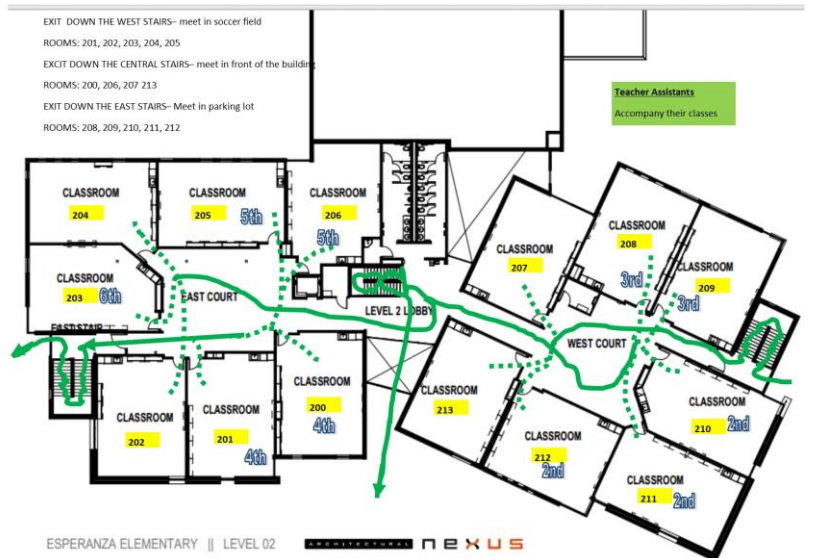 EXIT DOWN THE WEST STAIRS– meet in soccer field
ROOMS: 201, 202, 203, 204, 205
EXCIT DOWN THE CENTRAL STAIRS– meet in front of the building
ROOMS: 200, 206, 207 213
EXIT DOWN THE EAST STAIRS– Meet in parking lot
ROOMS: 208, 209, 210, 211, 212
Teacher Assistants
Accompany their classes
CLASSROOM
204
CLASSROOM
205
5th
CLASSROOM
206
5th
CLASSROOM
207
CLASSROOM
208
3rd
CLASSROOM
209
3rd
CLASSROOM
203
6th
EAST COURT
LEVEL 2 LOBBY
WEST COURT
EAST STAIR
CLASSROOM
202
CLASSROOM
201
4th
CLASSROOM
200
4th
CLASSROOM
213
CLASSROOM
212
2nd
CLASSROOM
210
2nd
CLASSROOM
211
2nd
ESPERANZA ELEMENTARY || LEVEL 02
ARCHITECTURAL nexus